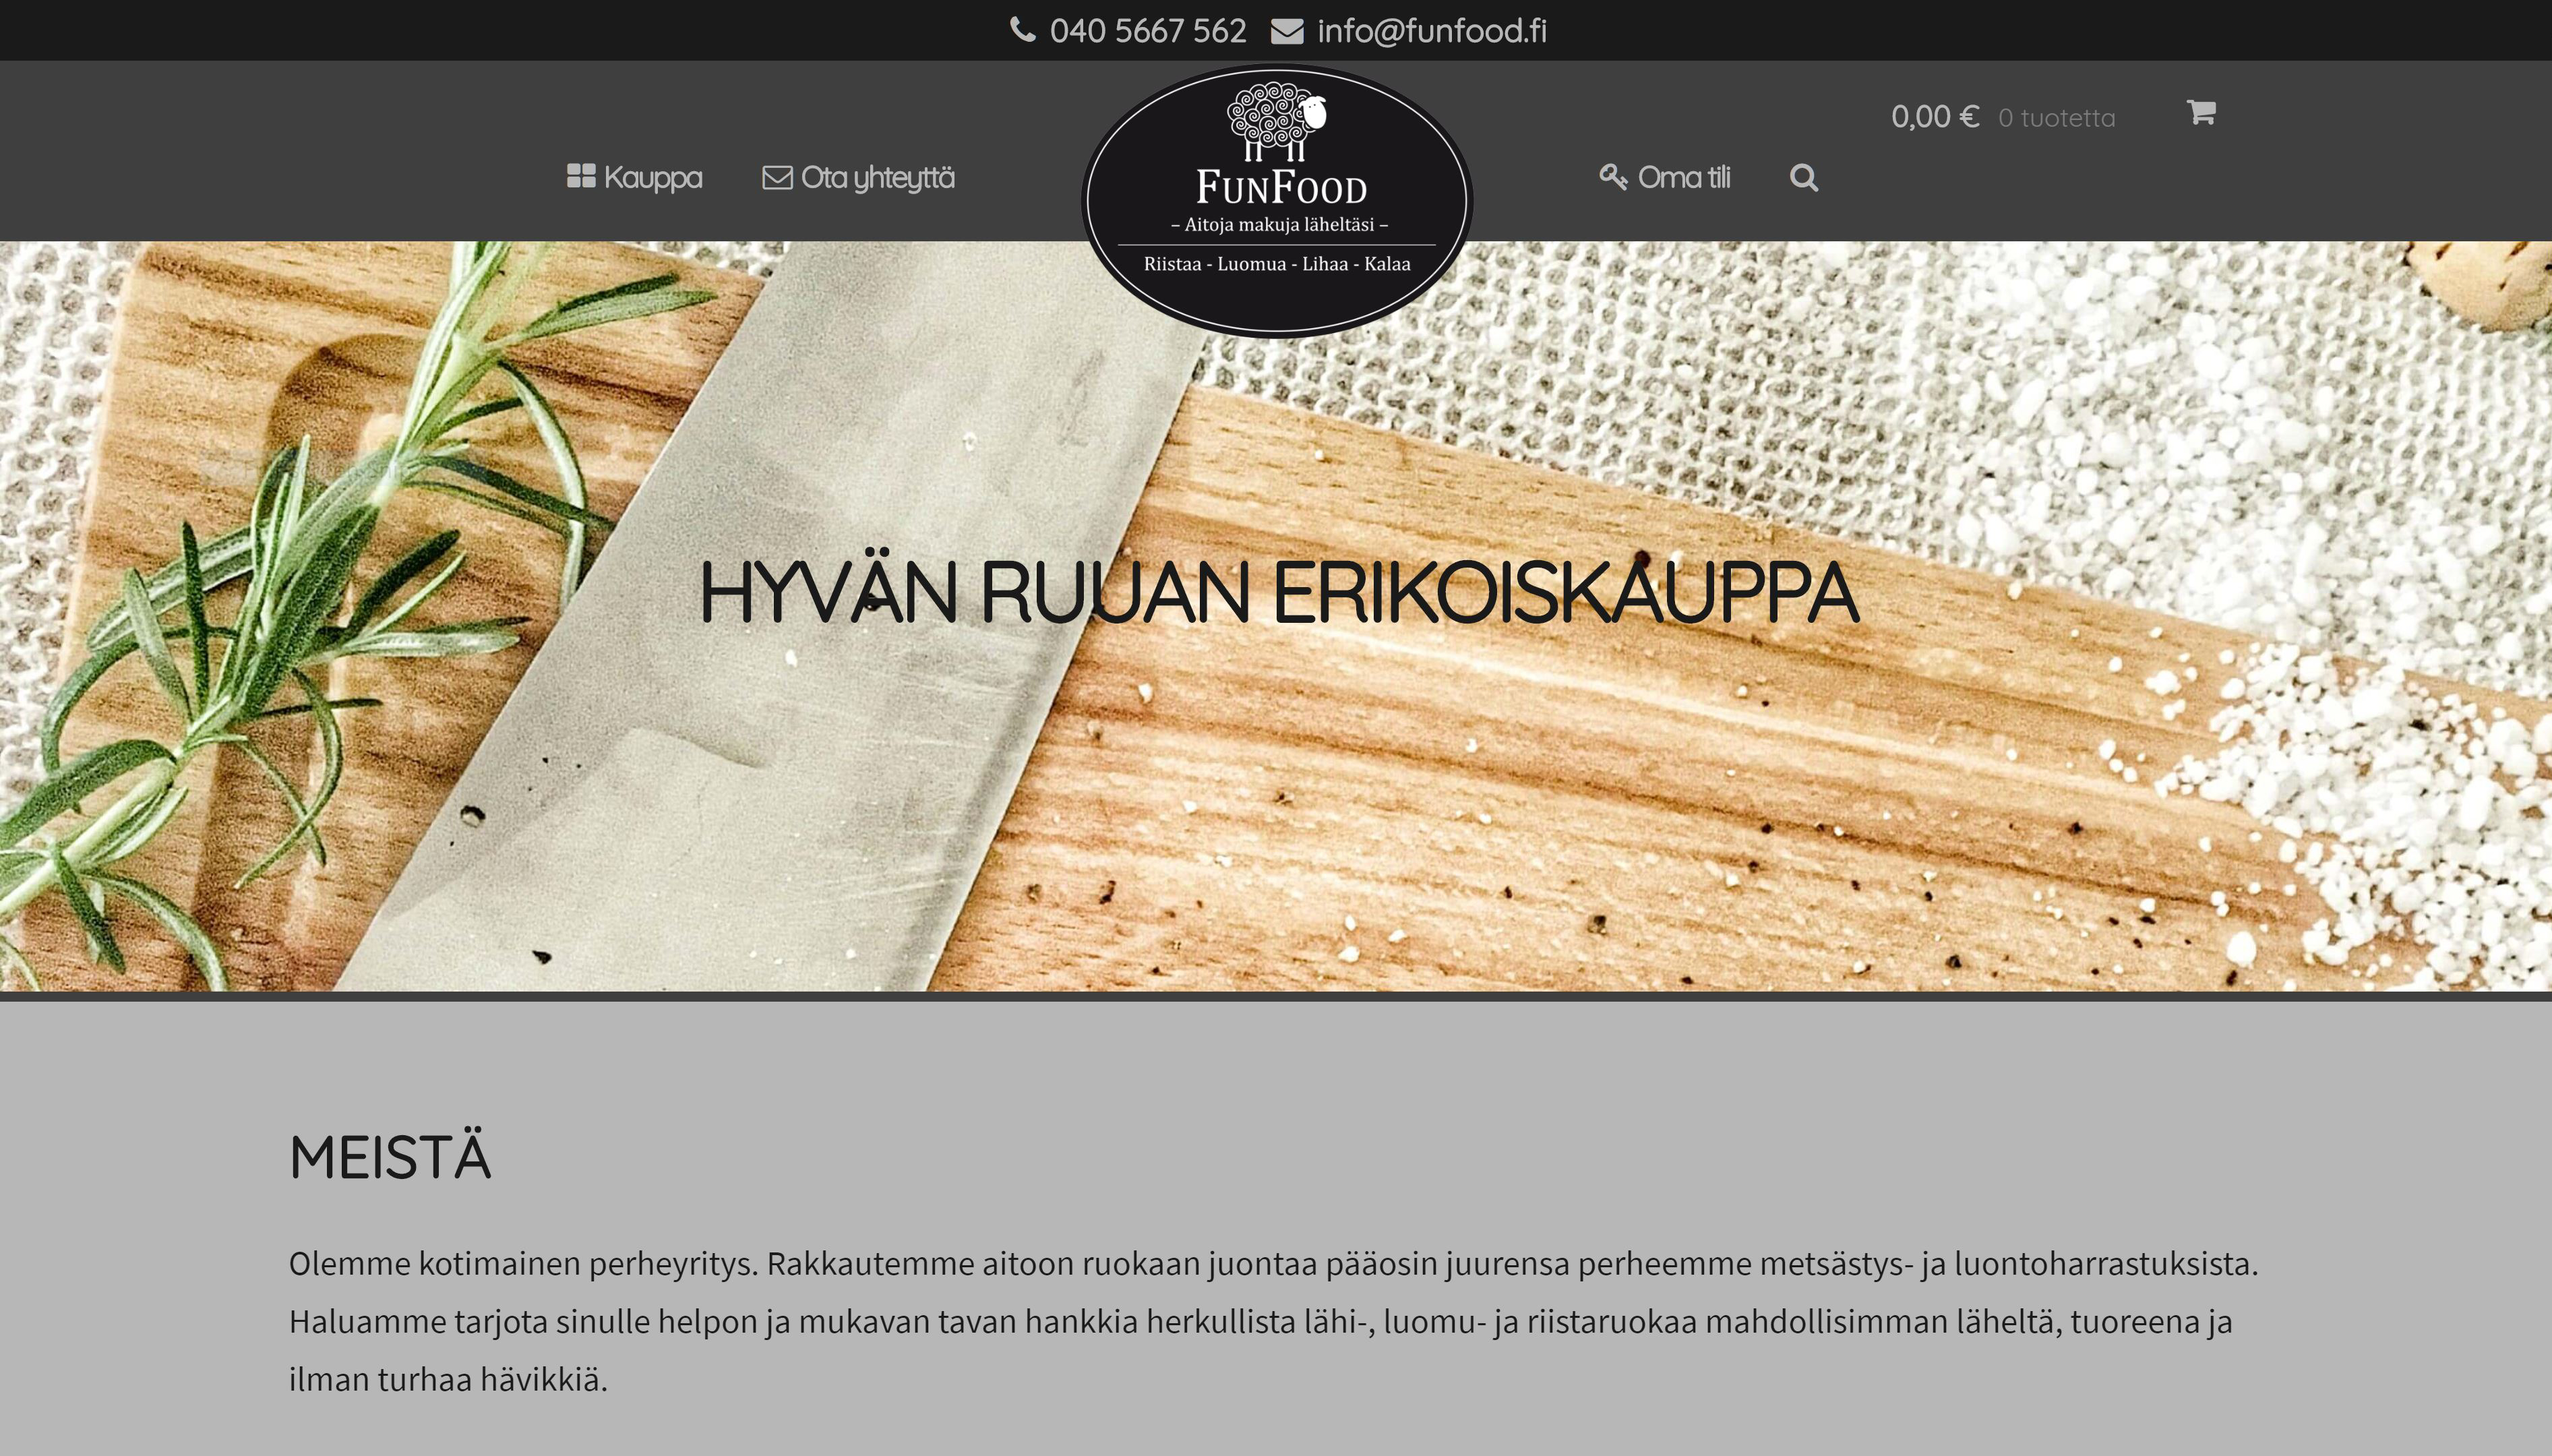 040 5667 562 info@funfood.fi
0,00 € 0 tuotetta
Kauppa Ota yhteyttä Oma tili
FUNFOOD
– Aitoja makuja läheltäsi –
Riistaa - Luomua - Lihaa - Kalaa
HYVÄN RUUAN ERIKOISKAUPPA
MEISTÄ
Olemme kotimainen perheyritys. Rakkautemme aitoon ruokaan juontaa pääosin juurensa perheemme metsästys- ja luontoharrastuksista.
Haluamme tarjota sinulle helpon ja mukavan tavan hankkia herkullista lähi-, luomu- ja riistaruokaa mahdollisimman läheltä, tuoreena ja
ilman turhaa hävikkiä.